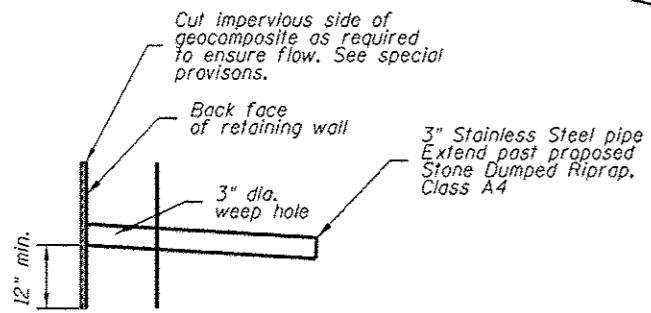 Cut impervious side of
geocomposite as required
to ensure flow. See special
provisons.
Back face
of retaining wall
3" Stainless Steel pipe
Extend past proposed
Stone Dumped Riprap,
Class A4
3" dia.
weep hole
12" min.